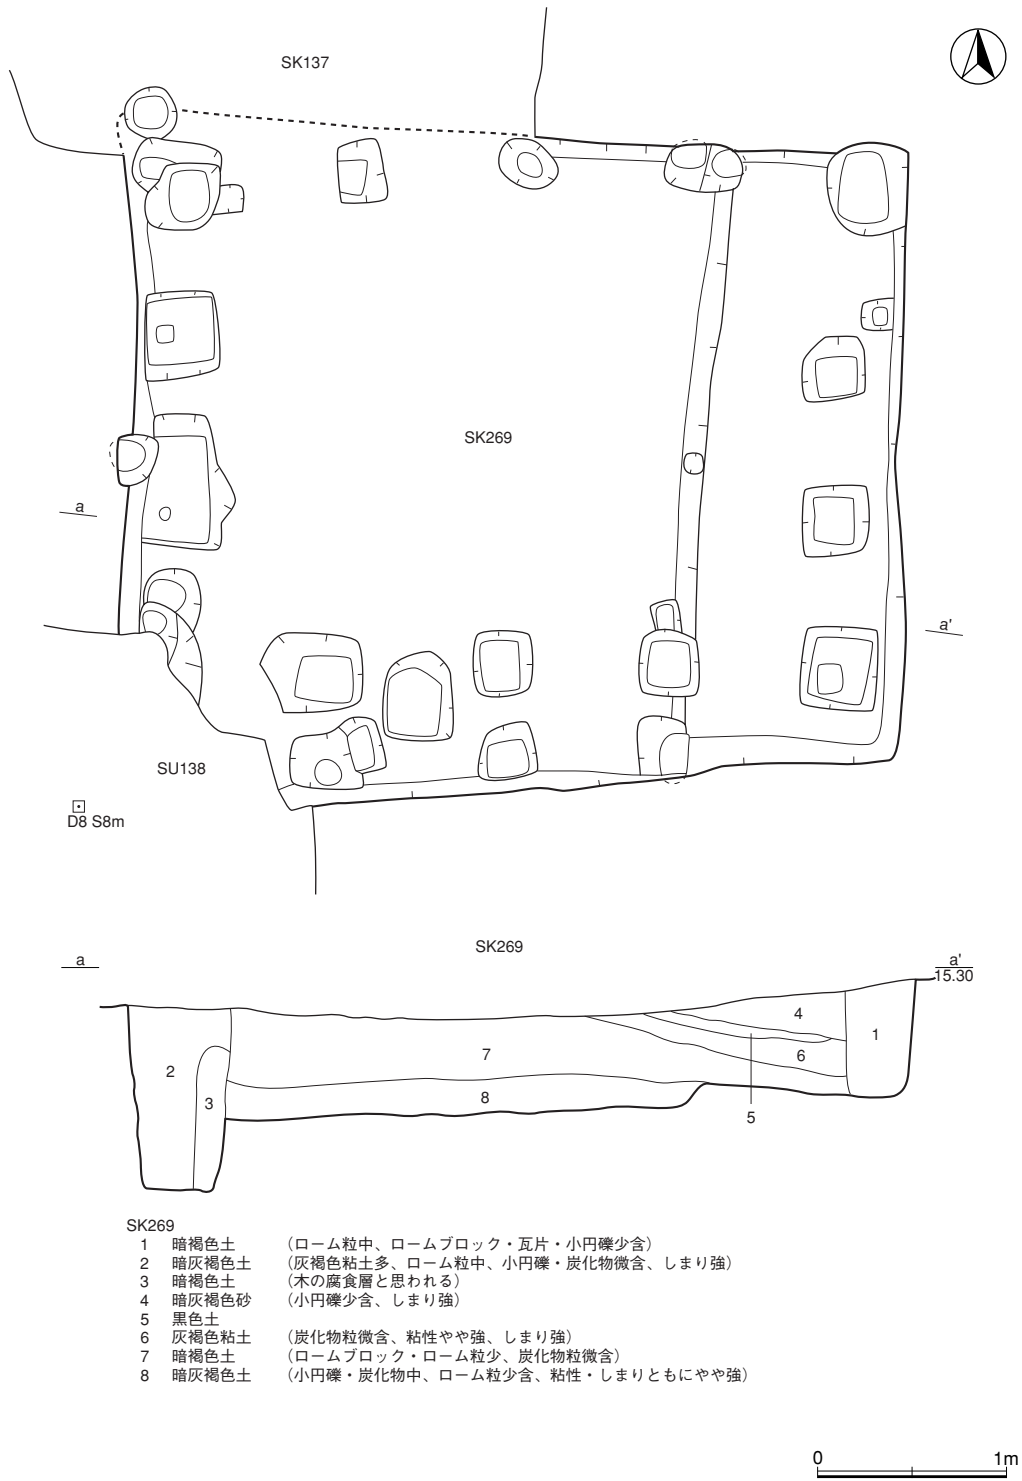 SK137
SK269
a
a'
SU138
D8 S8m
SK269
a
a'
15.30
4
1
7
2
6
3
8
5
SK269
1 暗褐色土 （ローム粒中、ロームブロック・瓦片・小円礫少含）
2 暗灰褐色土 （灰褐色粘土多、ローム粒中、小円礫・炭化物微含、しまり強）
3 暗褐色土 （木の腐食層と思われる）
4 暗灰褐色砂 （小円礫少含、しまり強）
5 黒色土
6 灰褐色粘土 （炭化物粒微含、粘性やや強、しまり強）
7 暗褐色土 （ロームブロック・ローム粒少、炭化物粒微含）
8 暗灰褐色土 （小円礫・炭化物中、ローム粒少含、粘性・しまりともにやや強）
0 1m